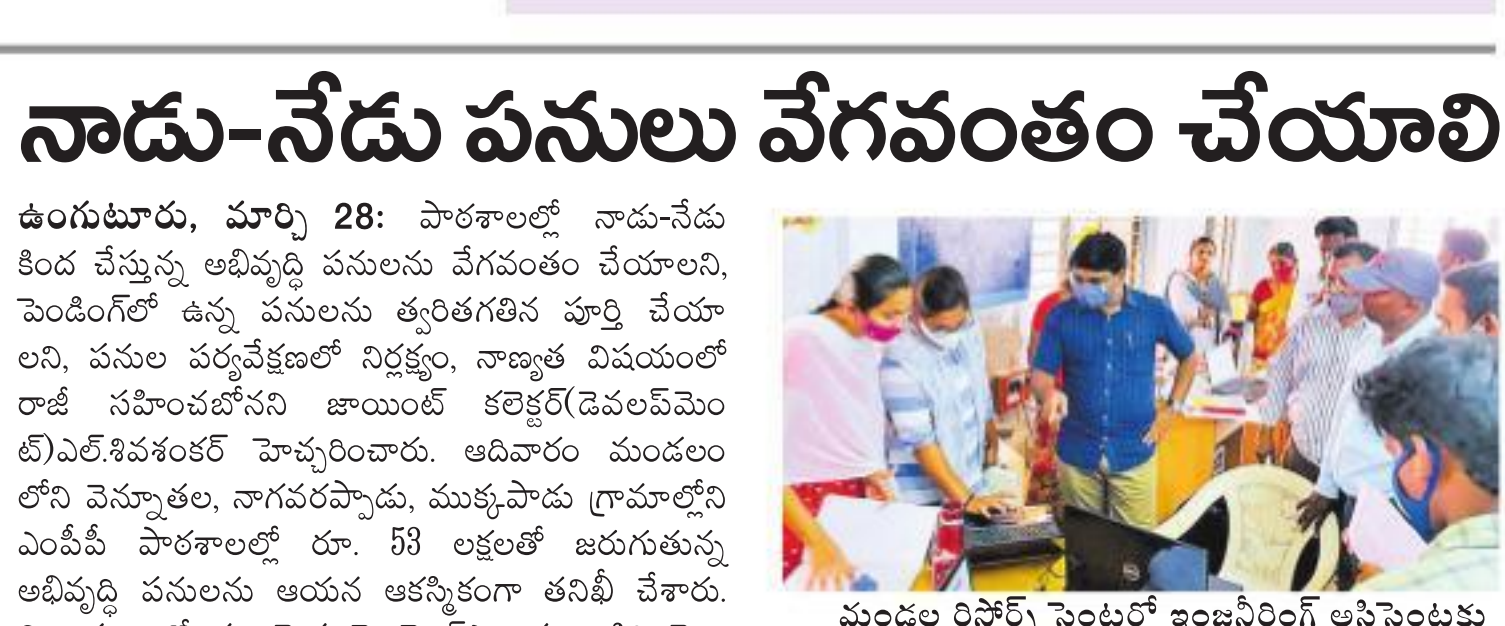 నాడు-నేడు పనులు వేగవంతం చేయాలి
ఉంగుటూరు, మార్చి 28: పాఠశాలల్లో నాడు-నేడు
కింద చేస్తున్న అభివృద్ధి పనులను వేగవంతం చేయాలని,
పెండింగ్‌లో ఉన్న పనులను త్వరితగతిన పూర్తి చేయా
లని, పనుల పర్యవేక్షణలో నిర్లక్ష్యం, నాణ్యత విషయంలో
రాజీ సహించబోనని జాయింట్ కలెక్టర్(డెవలప్‌మెం
ట్)ఎల్.శివశంకర్ హెచ్చరించారు. ఆదివారం మండలం
లోని వెన్నూతల, నాగవరప్పాడు, ముక్కపాడు గ్రామాల్లోని
ఎంపీపీ పాఠశాలల్లో రూ. 53 లక్షలతో జరుగుతున్న
అభివృద్ధి పనులను ఆయన ఆకస్మికంగా తనిఖీ చేశారు.
మండల రిసోర్స్ సెంటర్లో ఇంజనీరింగ్ అసిస్టెంట్లకు